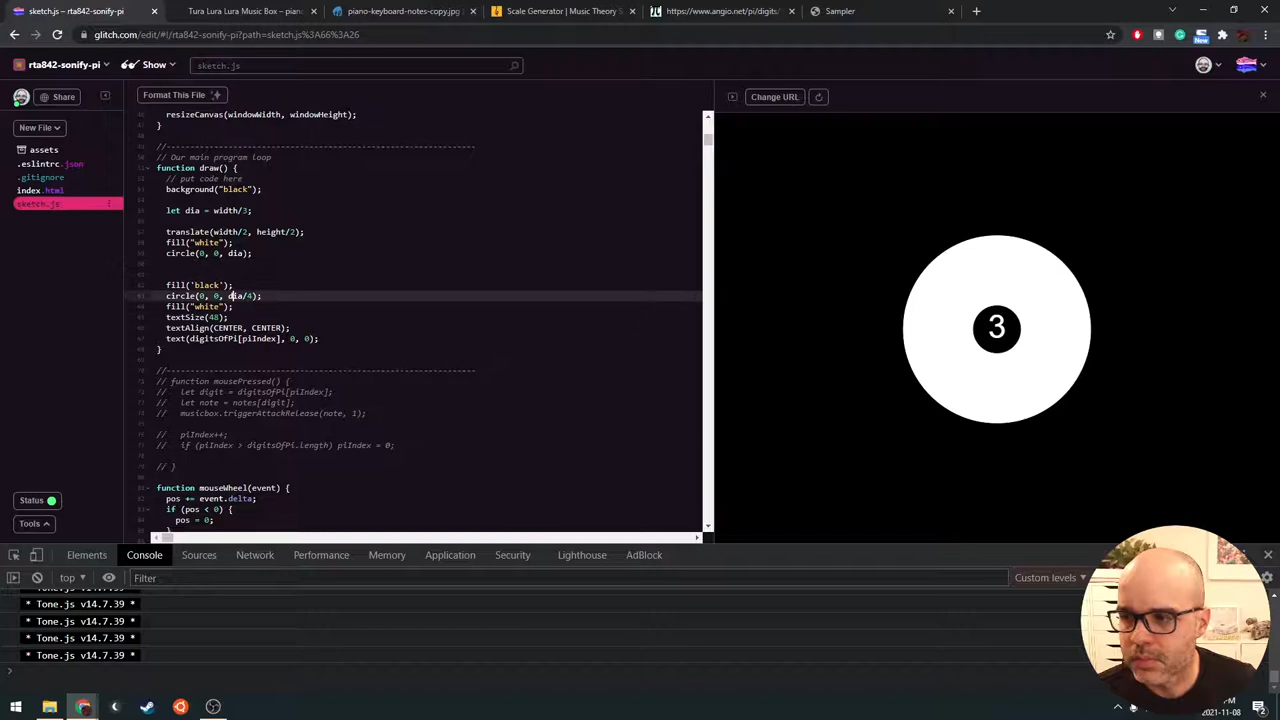 sketch.js – rta842-sonify-pi
Tura Lura Lura Music Box – piano
piano-keyboard-notes-copy.jpg
Scale Generator | Music Theory S
https://www.angio.net/pi/digits/
Sampler
glitch.com/edit/#!/rta842-sonify-pi?path=sketch.js%3A66%3A26
New
rta842-sonify-pi
Show
sketch.js
Share
Format This File
Change URL
New File
assets
.eslintrc.json
.gitignore
index.html
sketch.js
resizeCanvas(windowWidth, windowHeight);
}
//----------------------------------------------------------------
// Our main program loop
function draw() {
// put code here
background("black");
let dia = width/3;
translate(width/2, height/2);
fill("white");
circle(0, 0, dia);
fill('black');
circle(0, 0, dia/4);
fill("white");
textSize(48);
textAlign(CENTER, CENTER);
text(digitsOfPi[piIndex], 0, 0);
}
//----------------------------------------------------------------
// function mousePressed() {
// let digit = digitsOfPi[piIndex];
// let note = notes[digit];
// musicbox.triggerAttackRelease(note, 1);
// piIndex++;
// if (piIndex > digitsOfPi.length) piIndex = 0;
// }
function mouseWheel(event) {
pos += event.delta;
if (pos < 0) {
pos = 0;
3
Status
Tools
Elements
Console
Sources
Network
Performance
Memory
Application
Security
Lighthouse
AdBlock
top
Filter
Custom levels
* Tone.js v14.7.39 *
* Tone.js v14.7.39 *
* Tone.js v14.7.39 *
* Tone.js v14.7.39 *
2021-11-08